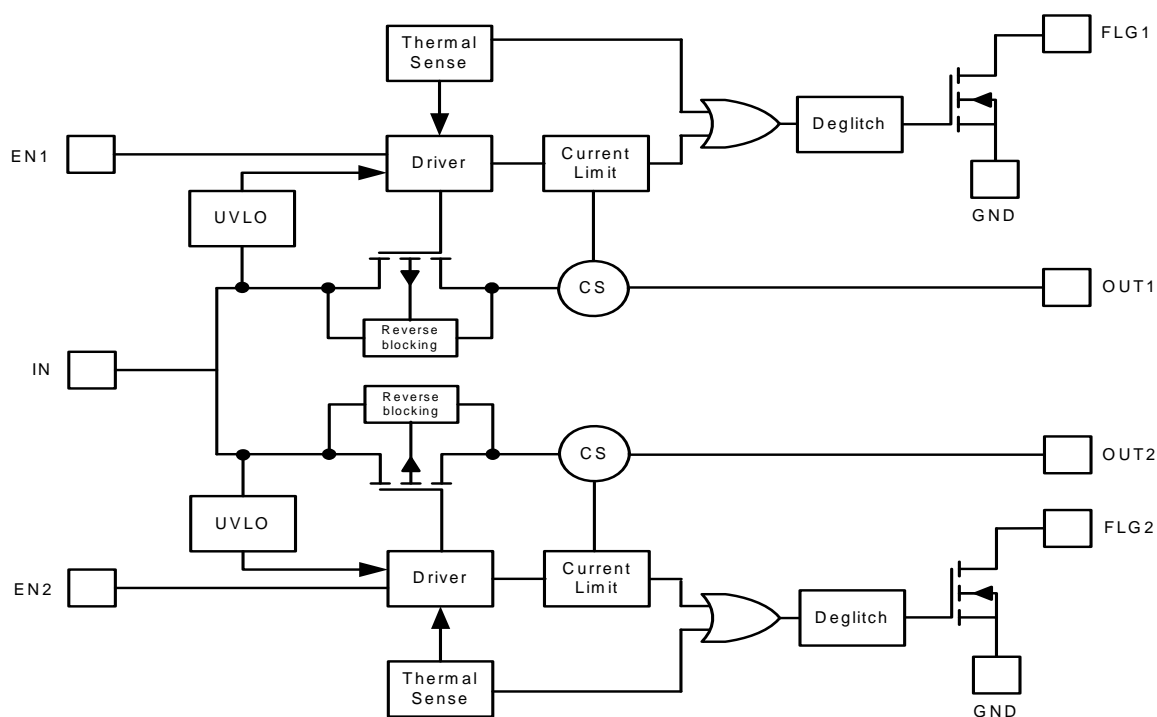 Thermal
Sense
FLG1
Deglitch
EN1
Driver
Current
Limit
UVLO
GND
CS
OUT1
Reverse
blocking
IN
Reverse
blocking
CS
OUT2
UVLO
FLG2
EN2
Driver
Current
Limit
Deglitch
Thermal
Sense
GND